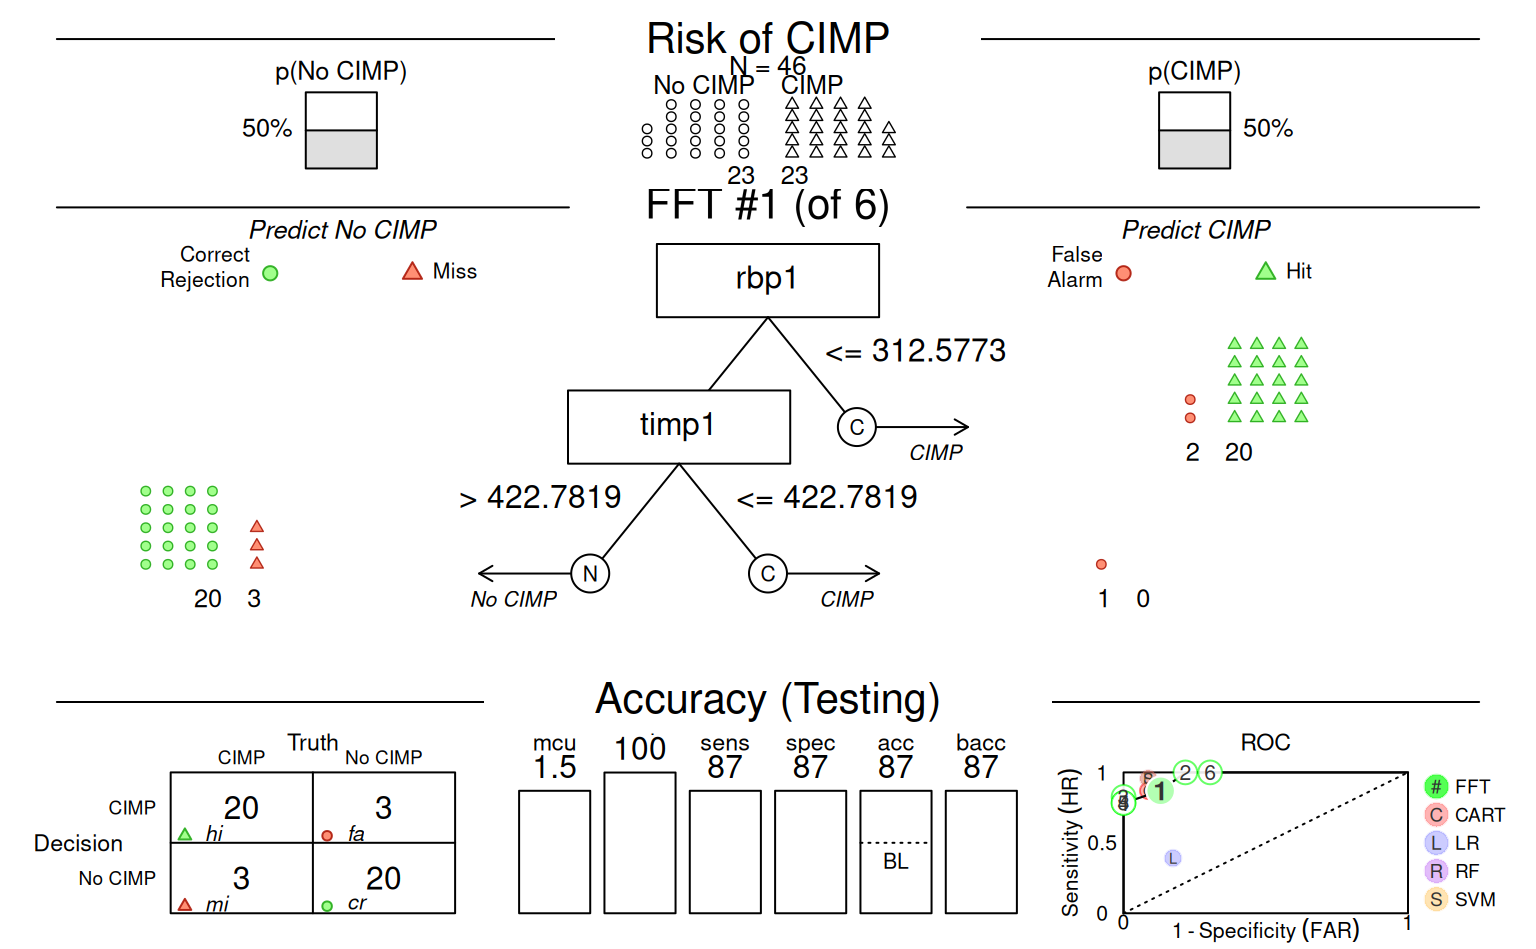 Risk of CIMP
N = 46
p(No CIMP)
No CIMP CIMP
p(CIMP)
50%
50%
23 23
FFT #1 (of 6)
Predict No CIMP
Predict CIMP
Correct
Rejection
Miss
False
Alarm
Hit
rbp1
<= 312.5773
timp1
C
CIMP
2 20
> 422.7819
<= 422.7819
N
C
No CIMP
CIMP
20 3
1 0
Accuracy (Testing)
Truth
CIMP No CIMP
CIMP
20
hi
3
fa
Decision
No CIMP
3
mi
20
cr
mcu
1.5
100
sens
87
spec
87
acc
87
bacc
87
BL
ROC
Sensitivity (HR)
1
0.5
0
0
1
1 - Specificity (FAR)
2
6
1
L
# FFT
C CART
L LR
R RF
S SVM